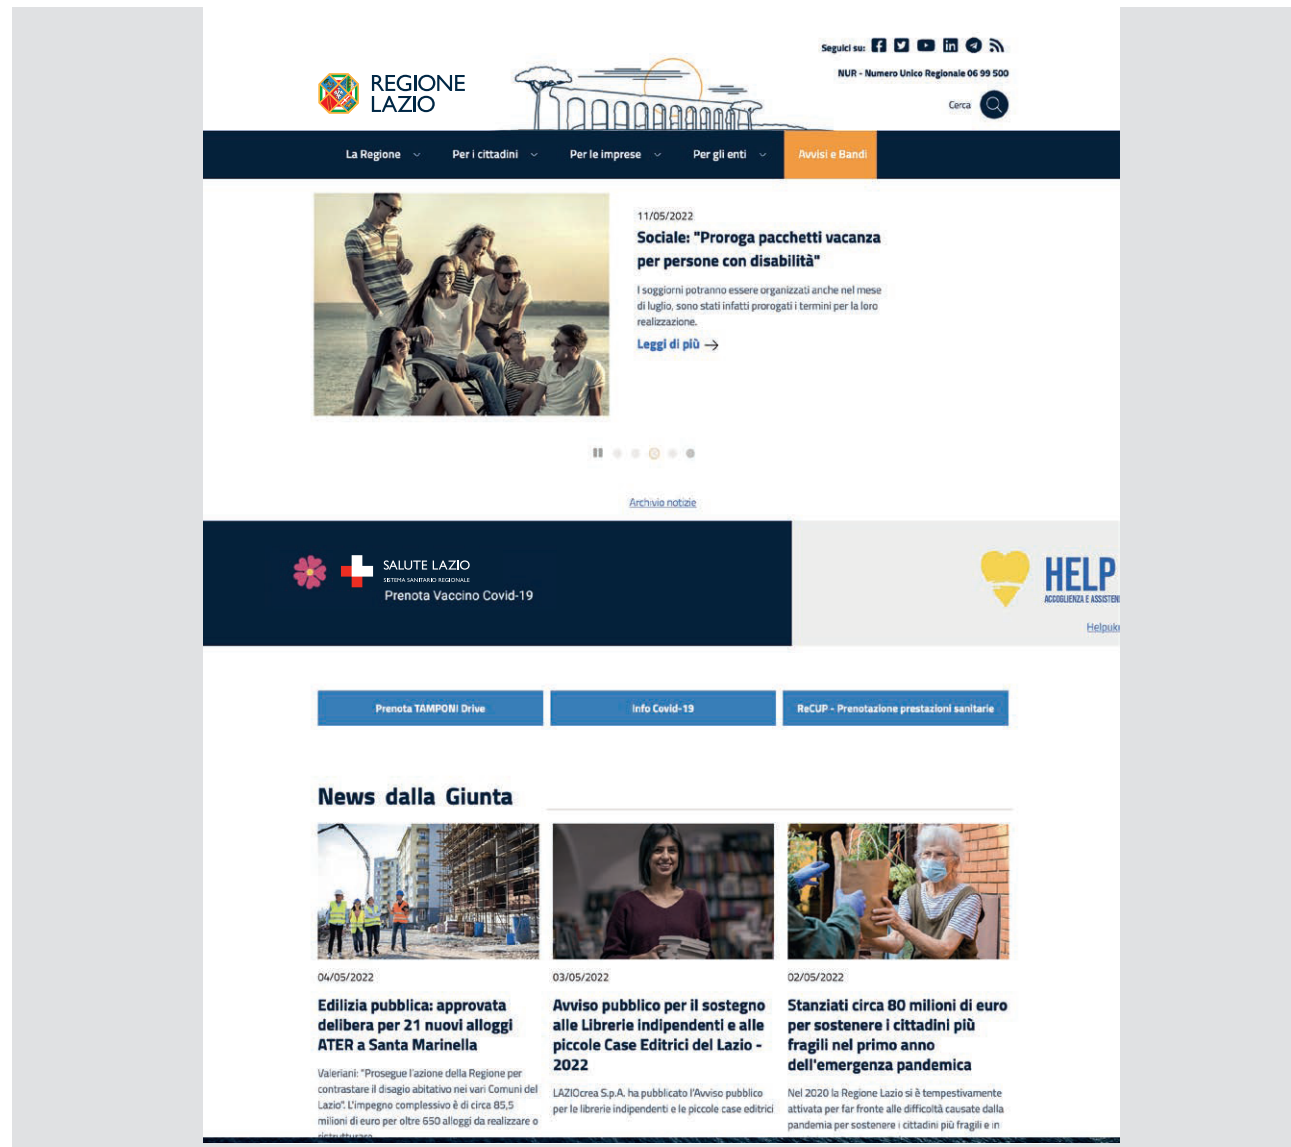 Seguici su:
NUR - Numero Unico Regionale 06 99 500
REGIONE
LAZIO
Cerca
La Regione
Per i cittadini
Per le imprese
Per gli enti
Avvisi e Bandi
11/05/2022
Sociale: "Proroga pacchetti vacanza
per persone con disabilità"
I soggiorni potranno essere organizzati anche nel mese
di luglio, sono stati infatti prorogati i termini per la loro
realizzazione.
Leggi di più →
Archivio notizie
SALUTE LAZIO
SISTEMA SANITARIO REGIONALE
Prenota Vaccino Covid-19
HELP
ACCOGLIENZA E ASSISTEN
Helpuk
Prenota TAMPONI Drive
Info Covid-19
ReCUP - Prenotazione prestazioni sanitarie
News dalla Giunta
04/05/2022
Edilizia pubblica: approvata
delibera per 21 nuovi alloggi
ATER a Santa Marinella
Valeriani: "Prosegue l'azione della Regione per
contrastare il disagio abitativo nei vari Comuni del
Lazio". L'impegno complessivo è di circa 85,5
milioni di euro per oltre 650 alloggi da realizzare o
ristrutturare
03/05/2022
Avviso pubblico per il sostegno
alle Librerie indipendenti e alle
piccole Case Editrici del Lazio -
2022
LAZIOcrea S.p.A. ha pubblicato l'Avviso pubblico
per le librerie indipendenti e le piccole case editrici
02/05/2022
Stanziati circa 80 milioni di euro
per sostenere i cittadini più
fragili nel primo anno
dell'emergenza pandemica
Nel 2020 la Regione Lazio si è tempestivamente
attivata per far fronte alle difficoltà causate dalla
pandemia per sostenere i cittadini più fragili e in